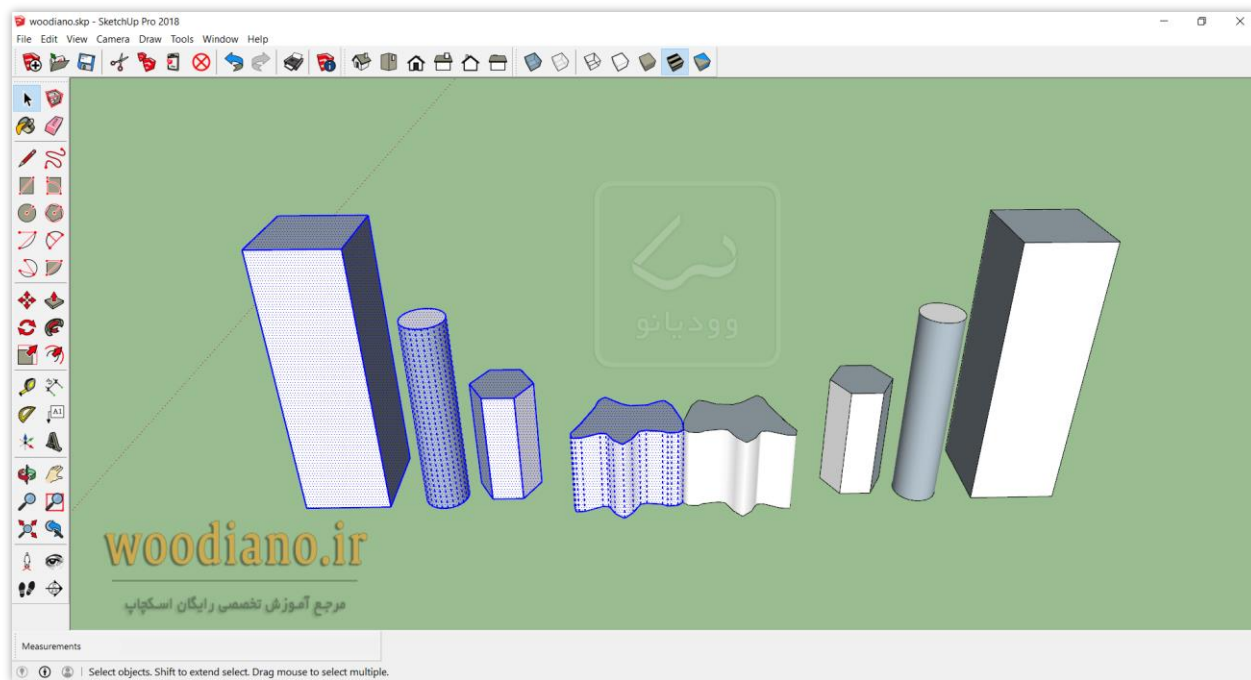 woodiano.skp - SketchUp Pro 2018
File Edit View Camera Draw Tools Window Help
A1
وودیانو
woodiano.ir
مرجع آموزش تخصصی رایگان اسکچاپ
Measurements
Select objects. Shift to extend select. Drag mouse to select multiple.